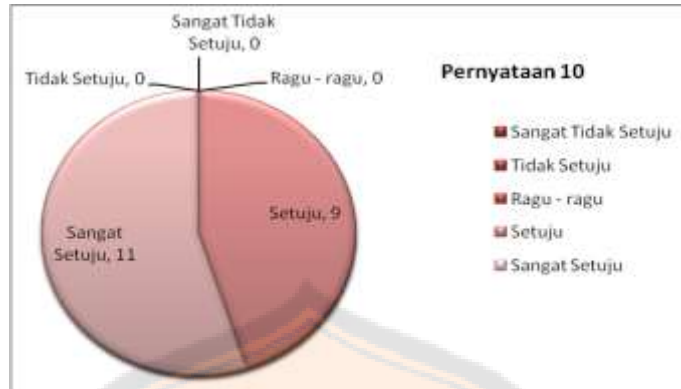 Sangat Tidak
Setuju, 0
Tidak Setuju, 0
Ragu - ragu, 0
Setuju, 9
Sangat
Setuju, 11
Pernyataan 10
Sangat Tidak Setuju
Tidak Setuju
Ragu - ragu
Setuju
Sangat Setuju